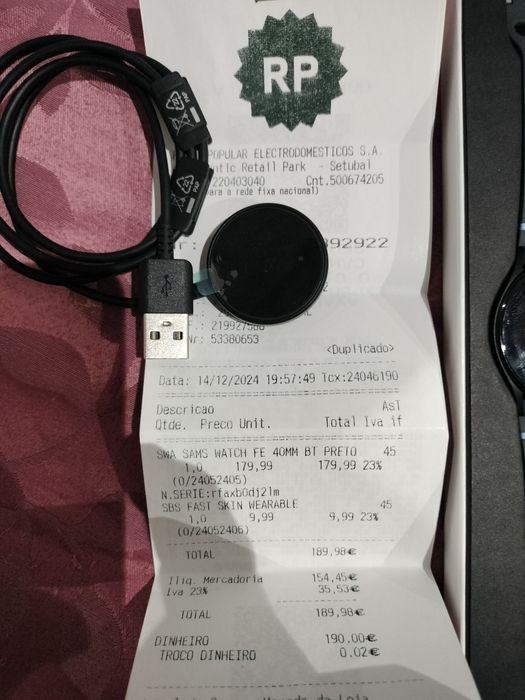 RP
POPULAR ELECTRODOMESTICOS S.A.
ntic Retail Park - Setubal
220403040 Cnt.500674205
ara a rede fixa nacional)
392922
.: 219927560
Nr: 53380653
<Duplicado>
Data: 14/12/2024 19:57:49 Tcx:24046190
Descricao AsT
Qtde. Preco Unit. Total Iva if
SWA SAMS WATCH FE 40MM BT PRETO 45
1,0 179,99 179,99 23%
(0/24052405)
N.SERIE:rfaxb0dj21m
SBS FAST SKIN WEARABLE 45
1,0 9,99 9,99 23%
(0/24052406)
TOTAL 189,98€
Iliq. Mercadoria 154,45€
Iva 23% 35,53€
TOTAL 189,98€
DINHEIRO 190.00€
TROCO DINHEIRO 0.02€
PAP
PAP